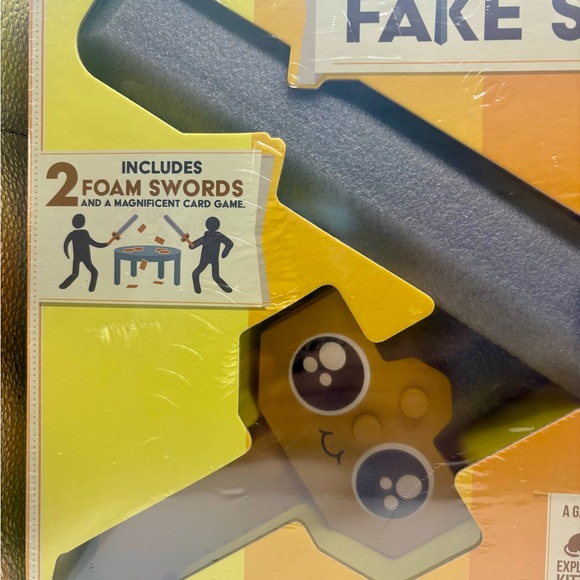 FAKE S
INCLUDES
2 FOAM SWORDS
AND A MAGNIFICENT CARD GAME.
A GA
EXPL
KIT